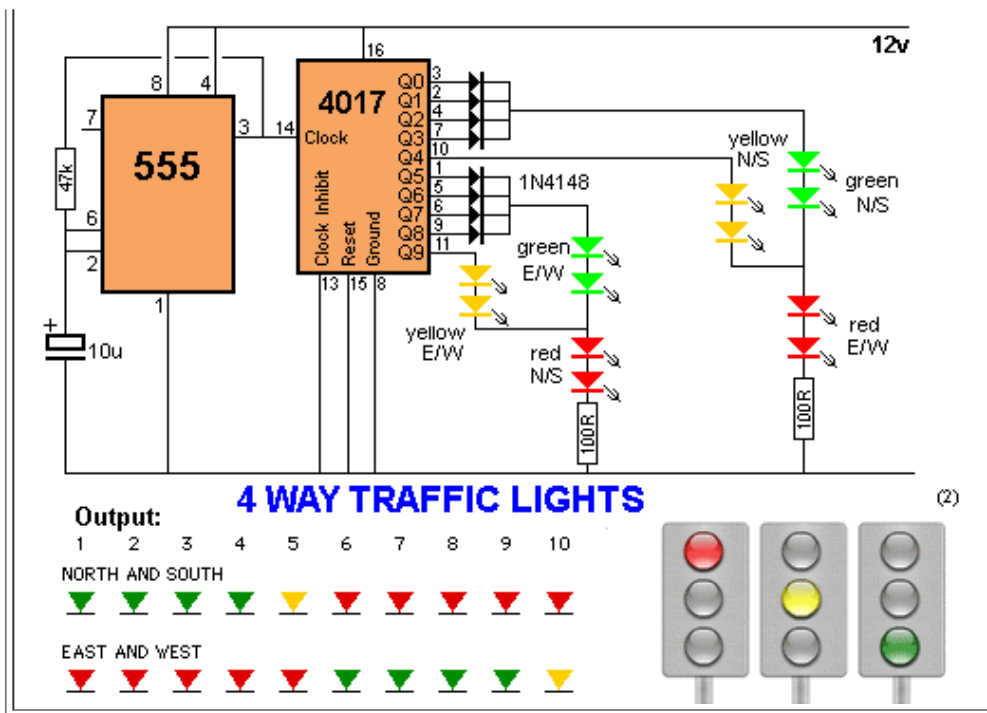 12v
16
8
4
3
Q0
2
Q1
4017
4
Q2
7
7
3
14
Clock
Q3
10
yellow
N/S
Q4
1
555
Q5
5
1N4148
green
N/S
47k
Q6
6
Q7
9
6
Clock Inhibit
Reset
Ground
Q8
11
green
E/W
Q9
2
13
15
8
1
+
10u
yellow
E/W
red
N/S
red
E/W
100R
100R
4 WAY TRAFFIC LIGHTS
(2)
Output:
1 2 3 4 5 6 7 8 9 10
NORTH AND SOUTH
EAST AND WEST